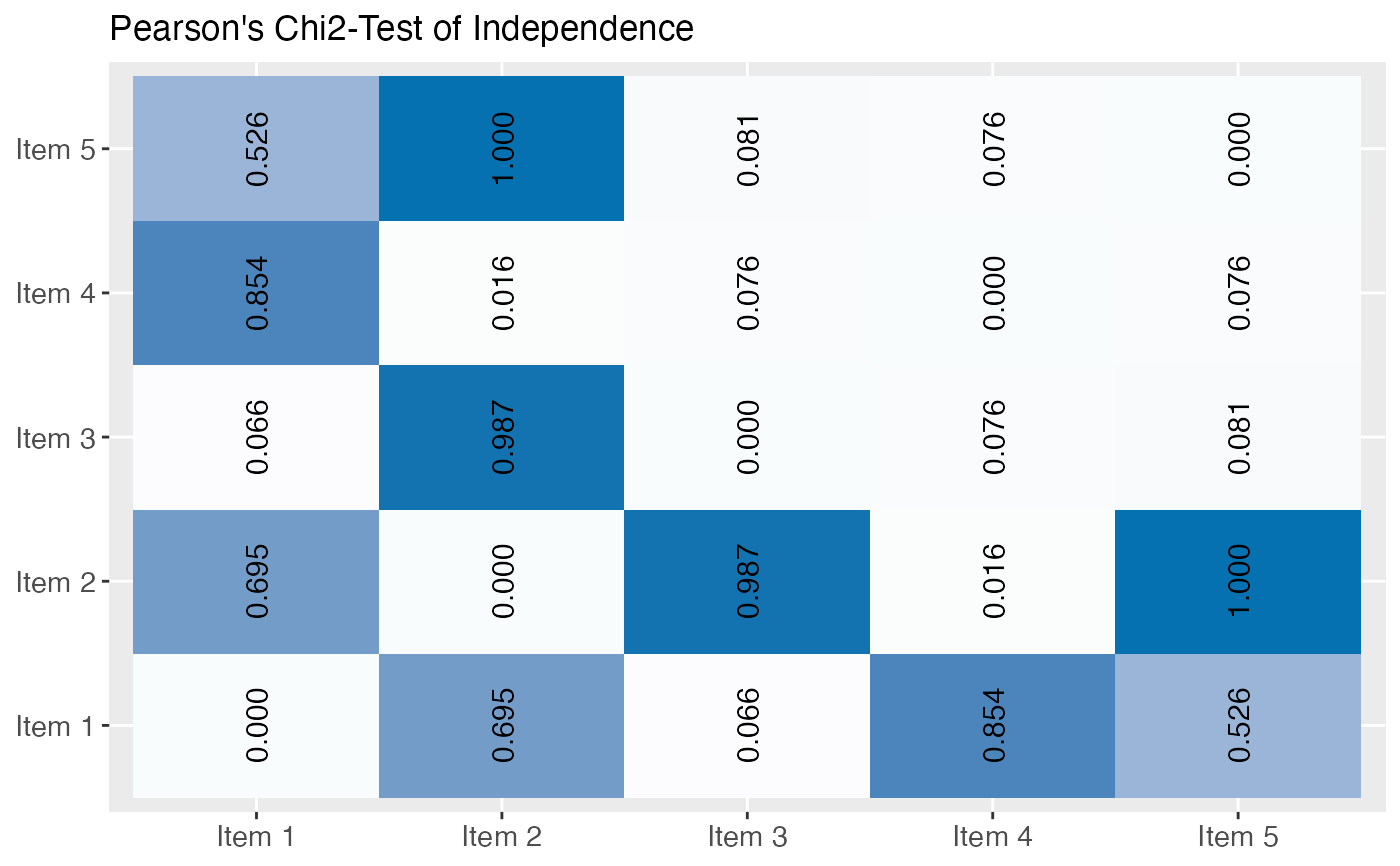 Pearson's Chi2-Test of Independence
Item 5 0.526 1.000 0.081 0.076 0.000
Item 4 0.854 0.016 0.076 0.000 0.076
Item 3 0.066 0.987 0.000 0.076 0.081
Item 2 0.695 0.000 0.987 0.016 1.000
Item 1 0.000 0.695 0.066 0.854 0.526
Item 1 Item 2 Item 3 Item 4 Item 5